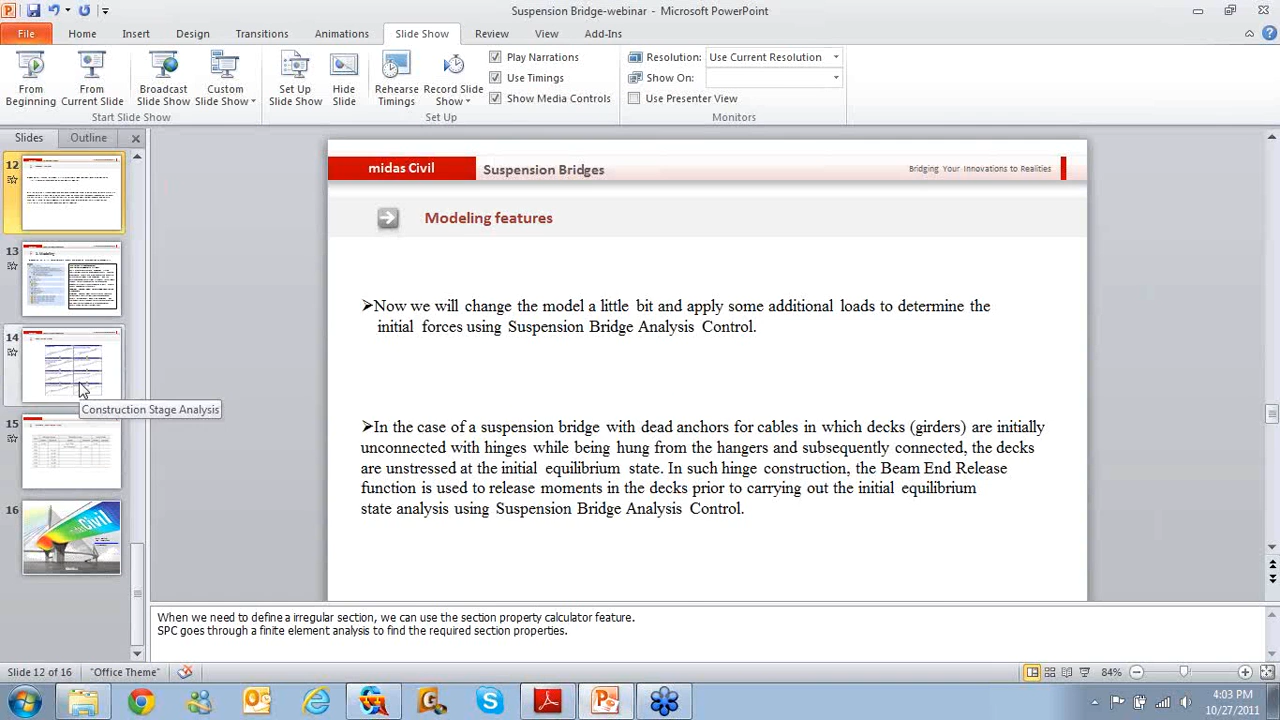 Suspension Bridge-webinar - Microsoft PowerPoint
File Home Insert Design Transitions Animations Slide Show Review View Add-Ins
From Beginning
From Current Slide
Broadcast Slide Show
Custom Slide Show
Start Slide Show
Set Up Slide Show
Hide Slide
Rehearse Timings
Record Slide Show
Play Narrations
Use Timings
Show Media Controls
Set Up
Resolution: Use Current Resolution
Show On:
Use Presenter View
Monitors
Slides Outline
12
13
14
Construction Stage Analysis
15
16
midas Civil Suspension Bridges Bridging Your Innovations to Realities
Modeling features
➢Now we will change the model a little bit and apply some additional loads to determine the
initial forces using Suspension Bridge Analysis Control.
➢In the case of a suspension bridge with dead anchors for cables in which decks (girders) are initially
unconnected with hinges while being hung from the hangers and subsequently connected, the decks
are unstressed at the initial equilibrium state. In such hinge construction, the Beam End Release
function is used to release moments in the decks prior to carrying out the initial equilibrium
state analysis using Suspension Bridge Analysis Control.
When we need to define a irregular section, we can use the section property calculator feature.
SPC goes through a finite element analysis to find the required section properties.
Slide 12 of 16 "Office Theme" 84%
4:03 PM
10/27/2011